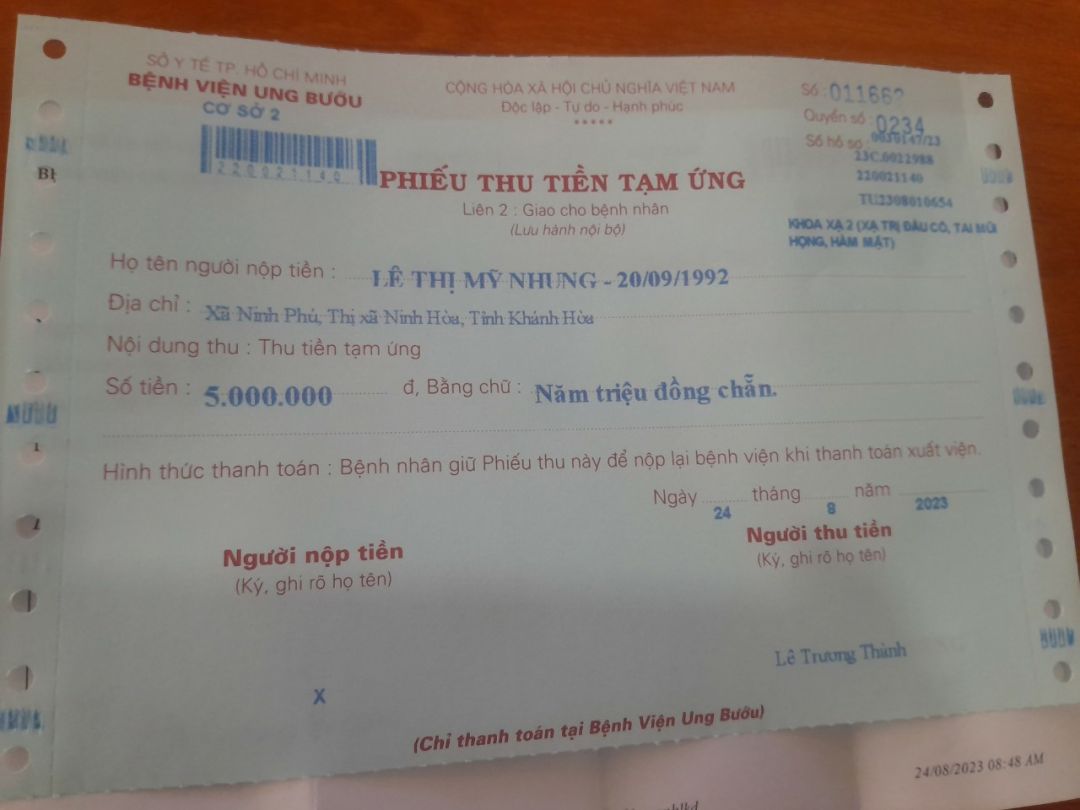 SỞ Y TẾ TP. HỒ CHÍ MINH
BỆNH VIỆN UNG BƯỚU
CƠ SỞ 2
220021140
CỘNG HÒA XÃ HỘI CHỦ NGHĨA VIỆT NAM
Độc lập - Tự do - Hạnh phúc
*****
Số :
Quyển số : 0234
Số hồ sơ : 0030147/23
23C.0022988
220021140
TU2308010654
KHOA XẠ 2 (XẠ TRỊ ĐẦU CỔ, TAI MŨI
HỌNG, HÀM MẶT)
PHIẾU THU TIỀN TẠM ỨNG
Liên 2 : Giao cho bệnh nhân
(Lưu hành nội bộ)
Họ tên người nộp tiền : LÊ THỊ MỸ NHUNG - 20/09/1992
Địa chỉ : Xã Ninh Phú, Thị xã Ninh Hòa, Tỉnh Khánh Hòa
Nội dung thu : Thu tiền tạm ứng
Số tiền : 5.000.000 đ, Bằng chữ : Năm triệu đồng chẵn.
Hình thức thanh toán : Bệnh nhân giữ Phiếu thu này để nộp lại bệnh viện khi thanh toán xuất viện.
Ngày 24 tháng 8 năm 2023
Người nộp tiền
(Ký, ghi rõ họ tên)
Người thu tiền
(Ký, ghi rõ họ tên)
Lê Trương Thành
X
(Chỉ thanh toán tại Bệnh Viện Ung Bướu)
24/08/2023 08:48 AM